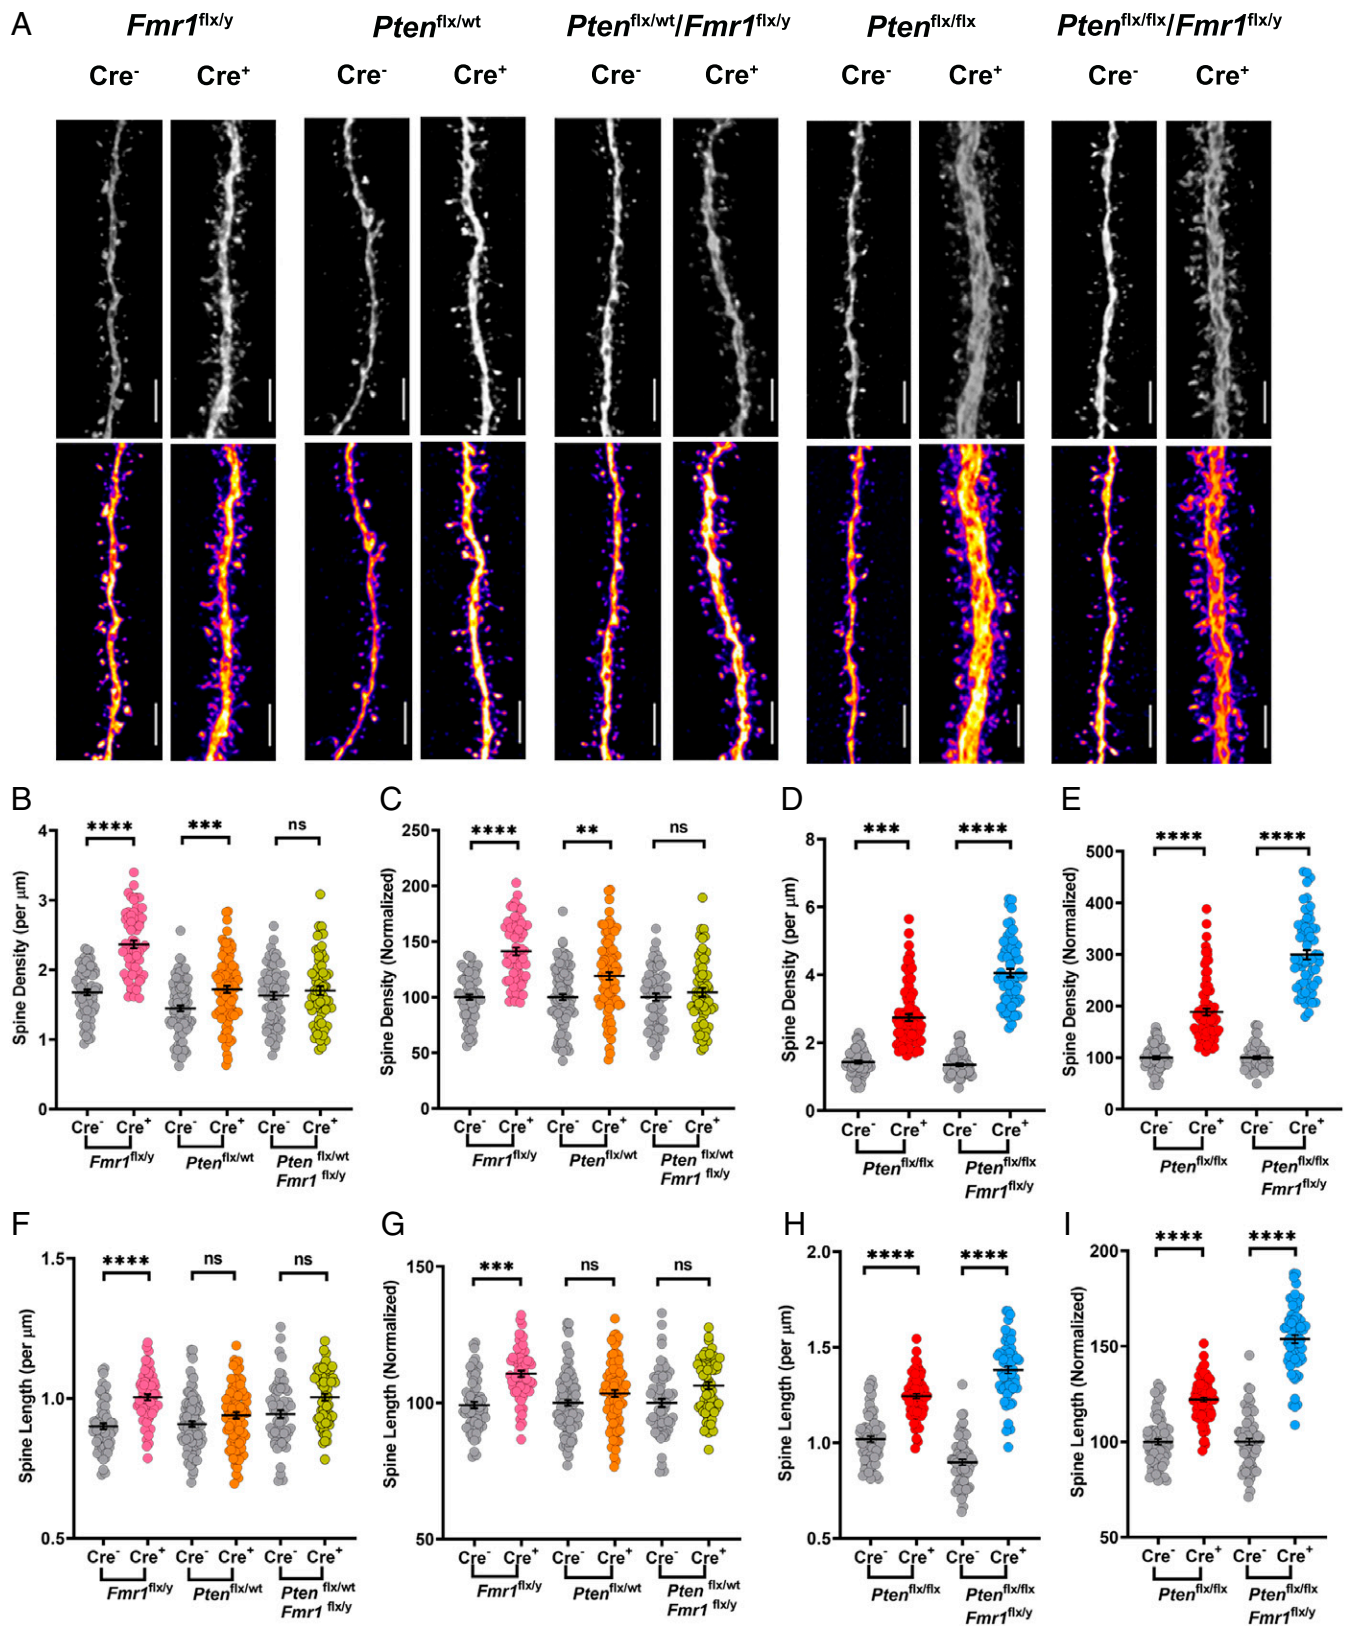 A
Fmr1flx/y Ptenflx/wt Ptenflx/wt/Fmr1flx/y Ptenflx/flx Ptenflx/flx/Fmr1flx/y
Cre- Cre+ Cre- Cre+ Cre- Cre+ Cre- Cre+ Cre- Cre+
B
Spine Density (per μm)
4
3
2
1
0
**** *** ns
Cre- Cre+ Cre- Cre+ Cre- Cre+
Fmr1flx/y Ptenflx/wt Pten flx/wt
Fmr1 flx/y
C
Spine Density (Normalized)
250
200
150
100
50
0
**** ** ns
Cre- Cre+ Cre- Cre+ Cre- Cre+
Fmr1flx/y Ptenflx/wt Pten flx/wt
Fmr1 flx/y
D
Spine Density (per μm)
8
6
4
2
0
*** ****
Cre- Cre+ Cre- Cre+
Ptenflx/flx Ptenflx/flx
Fmr1flx/y
E
Spine Density (Normalized)
500
400
300
200
100
0
**** ****
Cre- Cre+ Cre- Cre+
Ptenflx/flx Ptenflx/flx
Fmr1flx/y
F
Spine Length (per μm)
1.5
1.0
0.5
**** ns ns
Cre- Cre+ Cre- Cre+ Cre- Cre+
Fmr1flx/y Ptenflx/wt Pten flx/wt
Fmr1 flx/y
G
Spine Length (Normalized)
150
100
50
*** ns ns
Cre- Cre+ Cre- Cre+ Cre- Cre+
Fmr1flx/y Ptenflx/wt Pten flx/wt
Fmr1 flx/y
H
Spine Length (per μm)
2.0
1.5
1.0
0.5
**** ****
Cre- Cre+ Cre- Cre+
Ptenflx/flx Ptenflx/flx
Fmr1flx/y
I
Spine Length (Normalized)
200
150
100
50
**** ****
Cre- Cre+ Cre- Cre+
Ptenflx/flx Ptenflx/flx
Fmr1flx/y